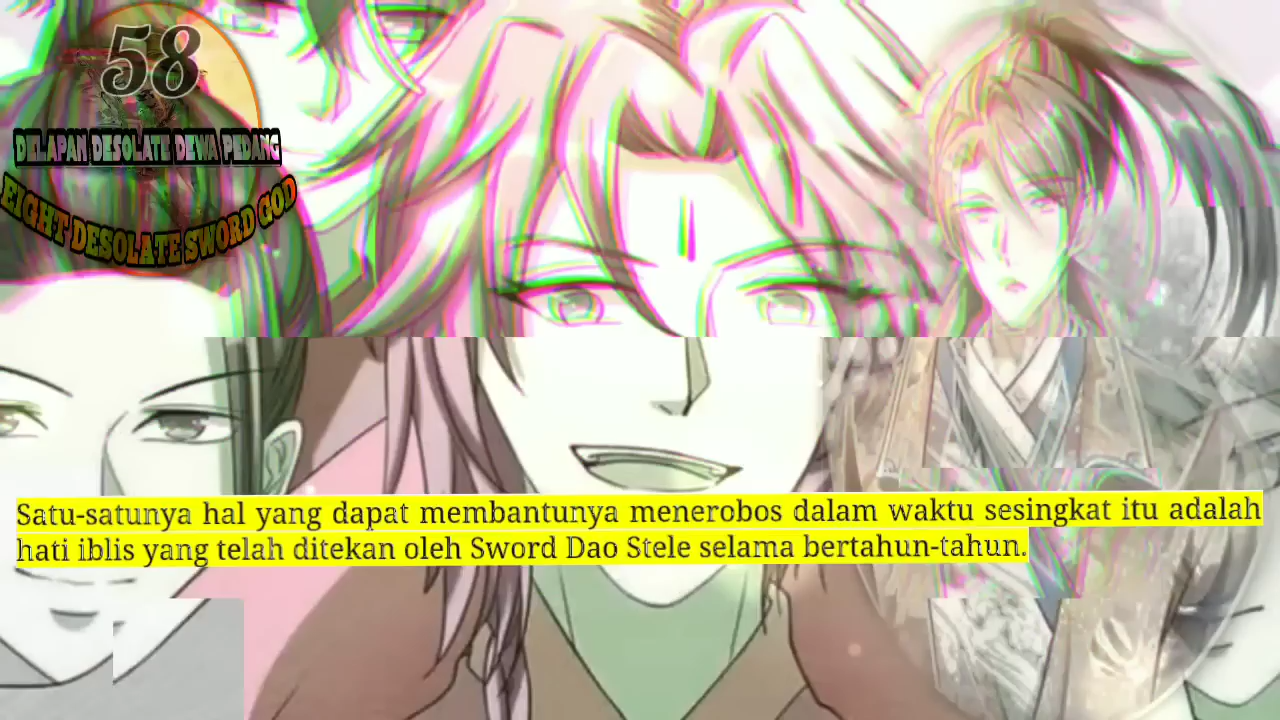 58
DELAPAN DESOLATE DEWA PEDANG
EIGHT DESOLATE SWORD GOD
Satu-satunya hal yang dapat membantunya menerobos dalam waktu sesingkat itu adalah
hati iblis yang telah ditekan oleh Sword Dao Stele selama bertahun-tahun.